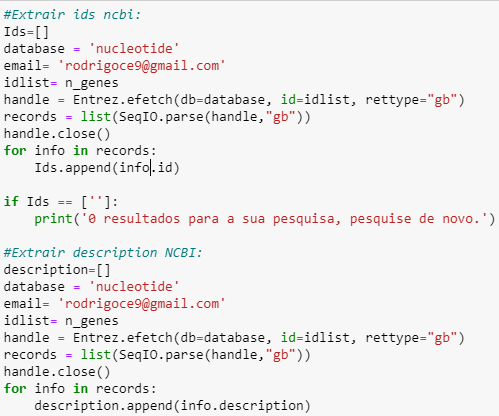 #Extrair ids ncbi:
Ids=[]
database = 'nucleotide'
email= 'rodrigoce9@gmail.com'
idlist= n_genes
handle = Entrez.efetch(db=database, id=idlist, rettype="gb")
records = list(SeqIO.parse(handle,"gb"))
handle.close()
for info in records:
    Ids.append(info.id)

if Ids == ['']:
    print('0 resultados para a sua pesquisa, pesquise de novo.')

#Extrair description NCBI:
description=[]
database = 'nucleotide'
email= 'rodrigoce9@gmail.com'
idlist= n_genes
handle = Entrez.efetch(db=database, id=idlist, rettype="gb")
records = list(SeqIO.parse(handle,"gb"))
handle.close()
for info in records:
    description.append(info.description)